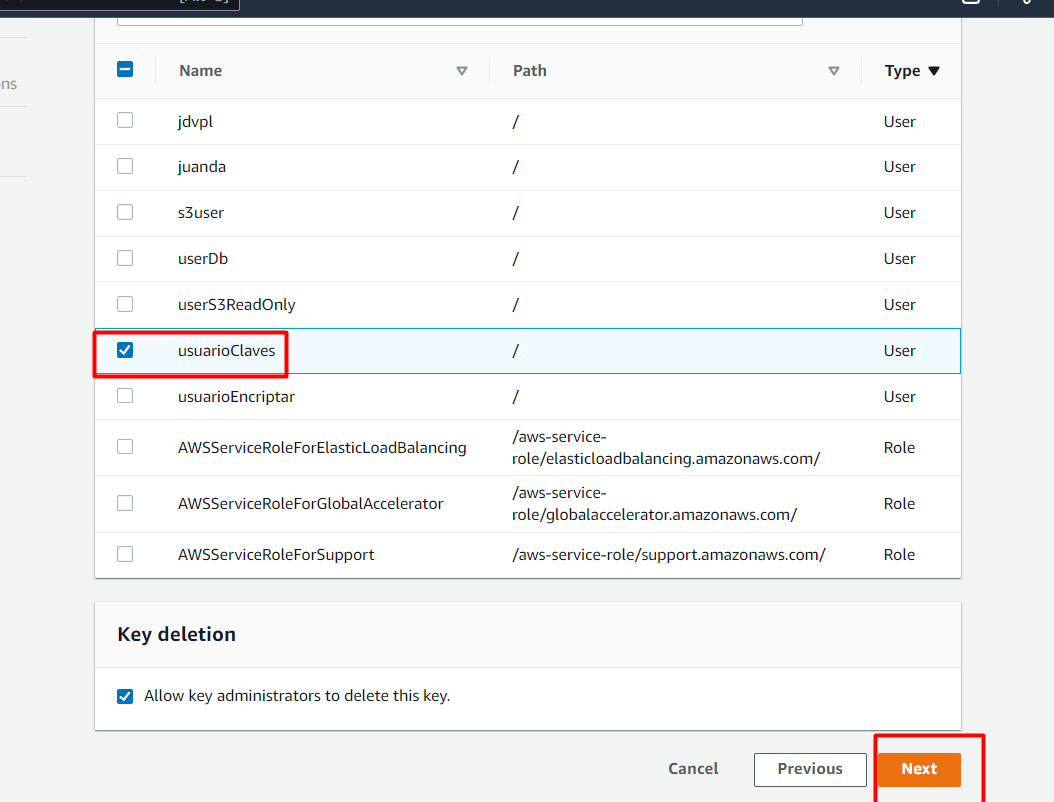 ns
Name Path Type
jdvpl / User
juanda / User
s3user / User
userDb / User
userS3ReadOnly / User
usuarioClaves / User
usuarioEncriptar / User
AWSServiceRoleForElasticLoadBalancing /aws-service-
role/elasticloadbalancing.amazonaws.com/ Role
AWSServiceRoleForGlobalAccelerator /aws-service-
role/globalaccelerator.amazonaws.com/ Role
AWSServiceRoleForSupport /aws-service-role/support.amazonaws.com/ Role
Key deletion
Allow key administrators to delete this key.
Cancel Previous Next